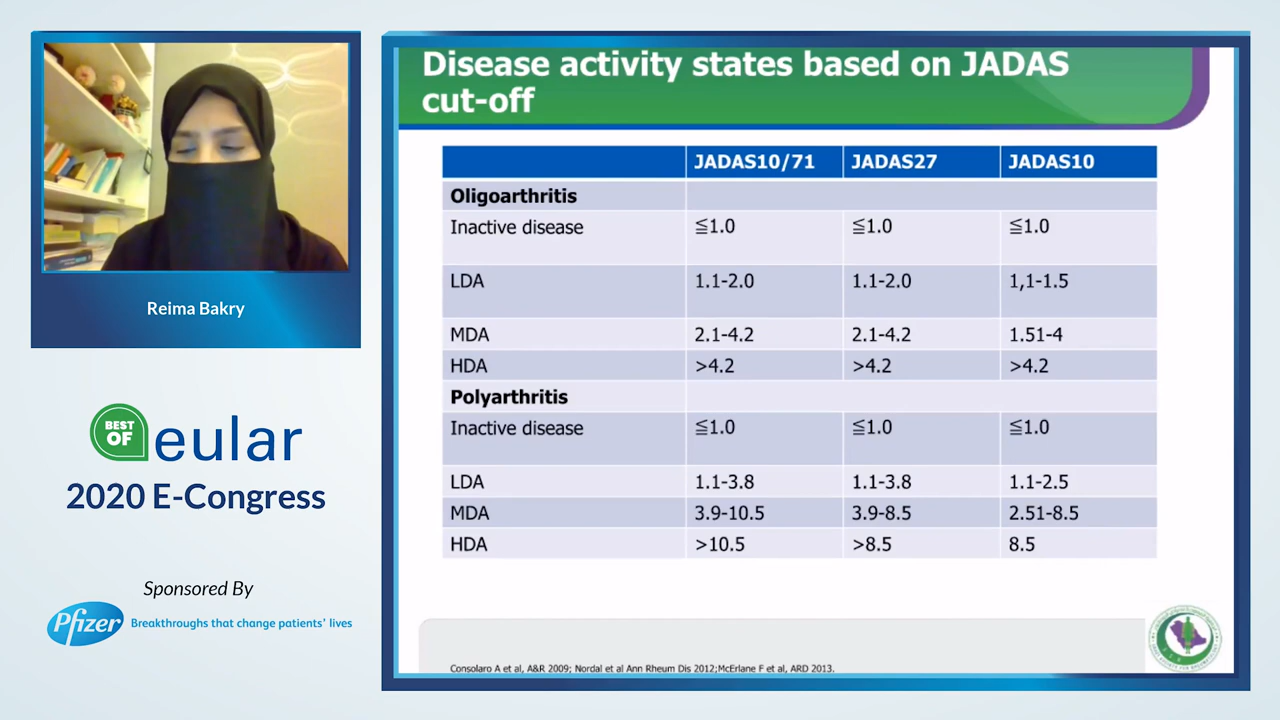 Reima Bakry
BEST
OF
eular
2020 E-Congress
Sponsored By
Pfizer Breakthroughs that change patients' lives
Disease activity states based on JADAS
cut-off
JADAS10/71 JADAS27 JADAS10
Oligoarthritis
Inactive disease ≦1.0 ≦1.0 ≦1.0
LDA 1.1-2.0 1.1-2.0 1,1-1.5
MDA 2.1-4.2 2.1-4.2 1.51-4
HDA >4.2 >4.2 >4.2
Polyarthritis
Inactive disease ≦1.0 ≦1.0 ≦1.0
LDA 1.1-3.8 1.1-3.8 1.1-2.5
MDA 3.9-10.5 3.9-8.5 2.51-8.5
HDA >10.5 >8.5 8.5
Consolaro A et al, A&R 2009; Nordal et al Ann Rheum Dis 2012;McErlane F et al, ARD 2013.